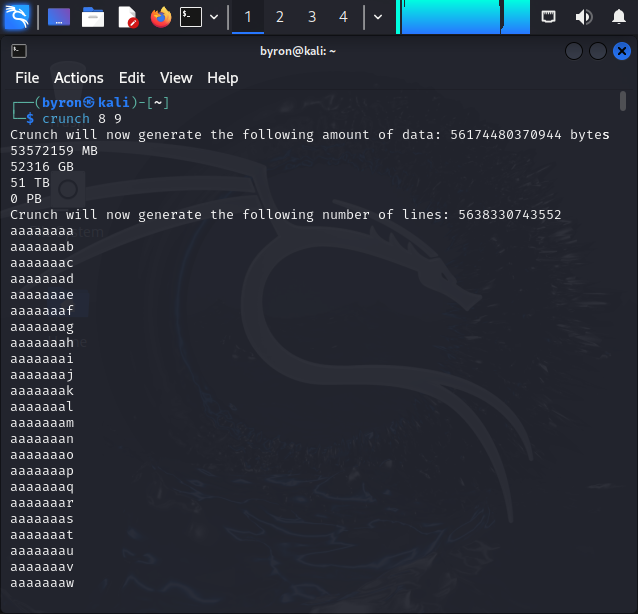 1 2 3 4
byron@kali: ~
File Actions Edit View Help
┌──(byron㉿kali)-[~]
└─$ crunch 8 9
Crunch will now generate the following amount of data: 56174480370944 bytes
53572159 MB
52316 GB
51 TB
0 PB
Crunch will now generate the following number of lines: 5638330743552
aaaaaaaa
aaaaaaab
aaaaaaac
aaaaaaad
aaaaaaae
aaaaaaaf
aaaaaaag
aaaaaaah
aaaaaaai
aaaaaaaj
aaaaaaak
aaaaaaal
aaaaaaam
aaaaaaan
aaaaaaao
aaaaaaap
aaaaaaaq
aaaaaaar
aaaaaaas
aaaaaaat
aaaaaaau
aaaaaaav
aaaaaaaw